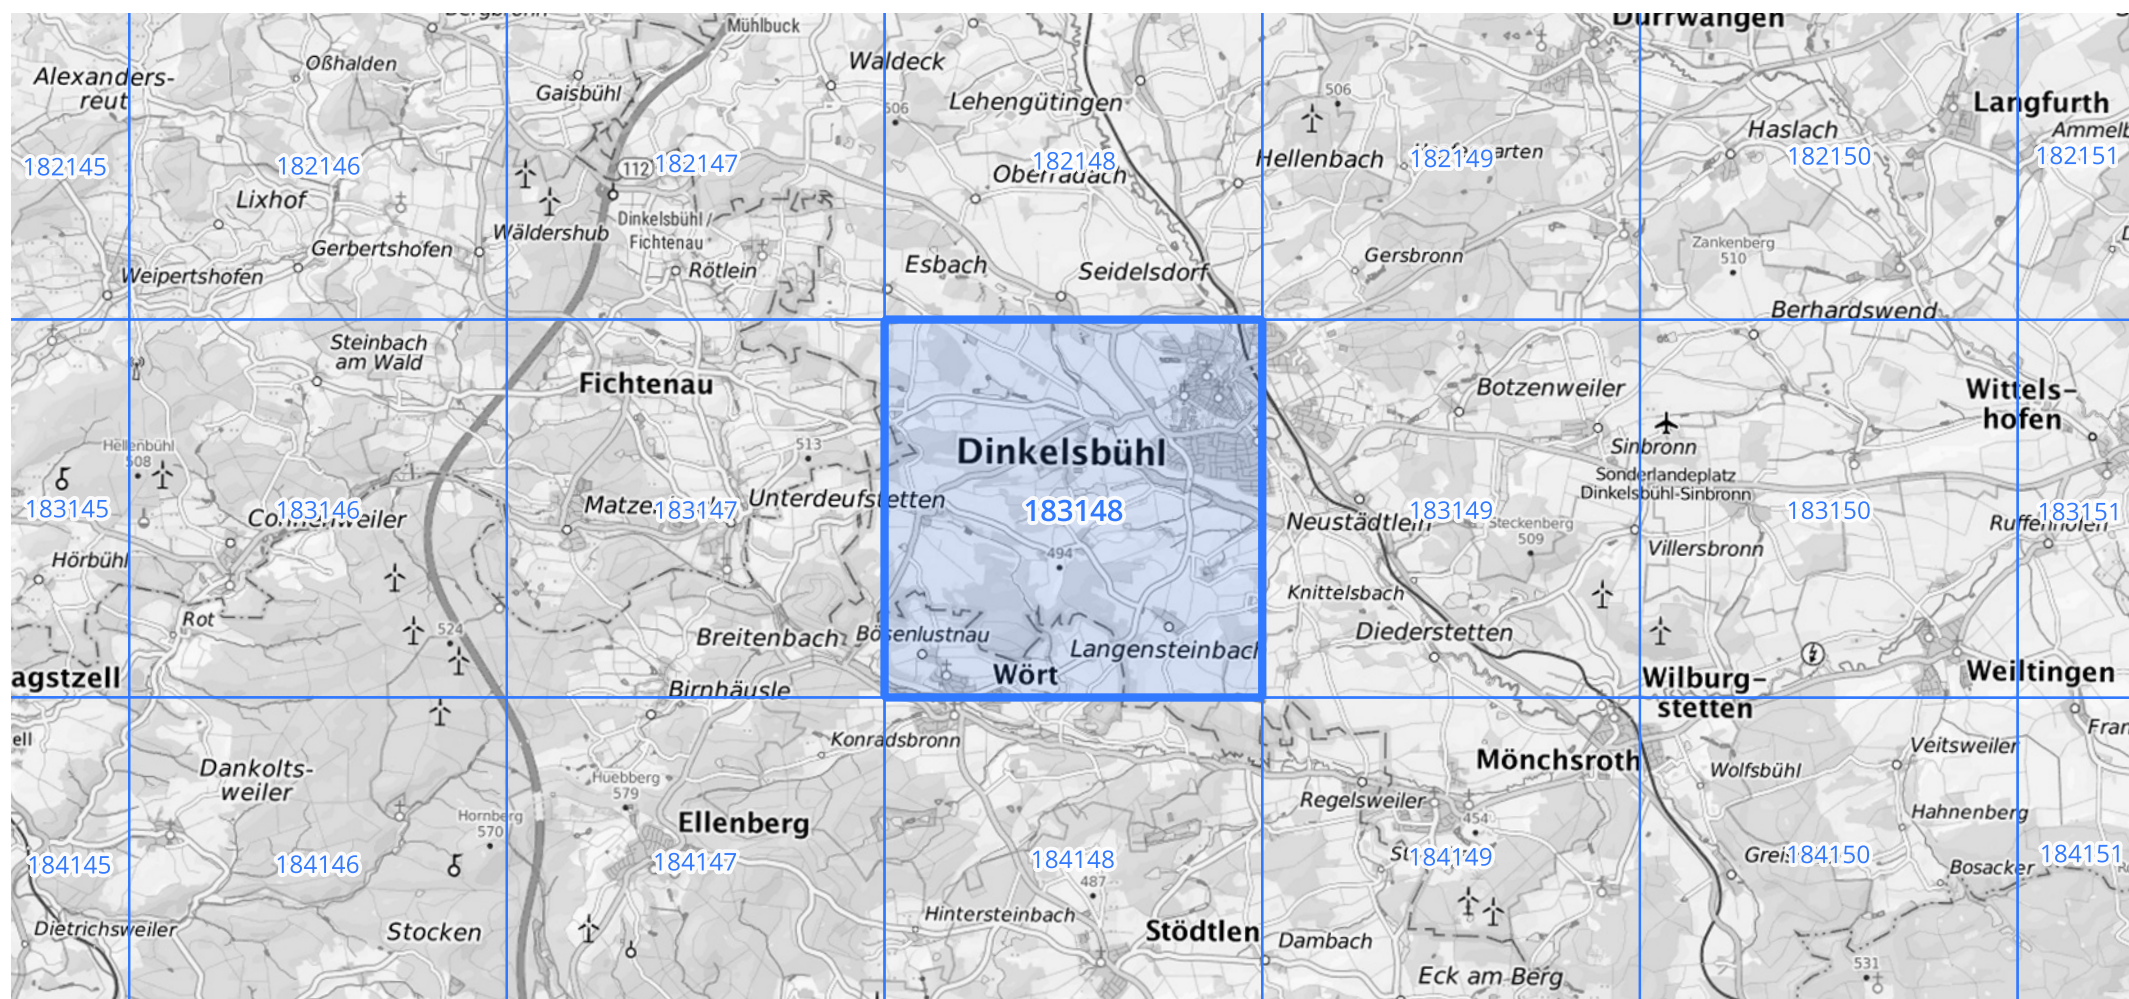 Mühlbuck
Dürrwangen
Oßhalden
Waldeck
Alexanders-
reut
Gaisbühl
506
Lehengütingen
506
Langfurth
Haslach
Ammelb
182145
182146
112
182147
182148
Oberradach
Hellenbach
182149
182150
182151
Lixhof
Wäldershub
Dinkelsbühl /
Fichtenau
Gerbertshofen
Weipertshofen
Rötlein
Esbach
Seidelsdorf
Gersbronn
Zankenberg
510
Berhardswend
Steinbach
am Wald
Fichtenau
Botzenweiler
Wittels-
hofen
Hellenbühl
508
513
Dinkelsbühl
Sinbronn
Sonderlandeplatz
Dinkelsbühl-Sinbronn
183145
183146
183147
Unterdeufstetten
183148
Neustädtlein
183149
Steckenberg
509
183150
183151
Ruffenhofen
Hörbühl
494
Villersbronn
Knittelsbach
Rot
524
Breitenbach
Bösenlustnau
Langensteinbach
Diederstetten
agstzell
Birnhäusle
Wört
Wilburg-
stetten
Weiltingen
ell
Konradsbronn
Mönchsroth
Veitsweiler
Fran
Dankolts-
weiler
Huebberg
579
Wolfsbühl
Regelsweiler
Hornberg
570
Ellenberg
454
Hahnenberg
184145
184146
184147
184148
184149
184150
184151
487
Bosacker
Dietrichsweiler
Stocken
Hintersteinbach
Stödtlen
Dambach
Eck am Berg
531